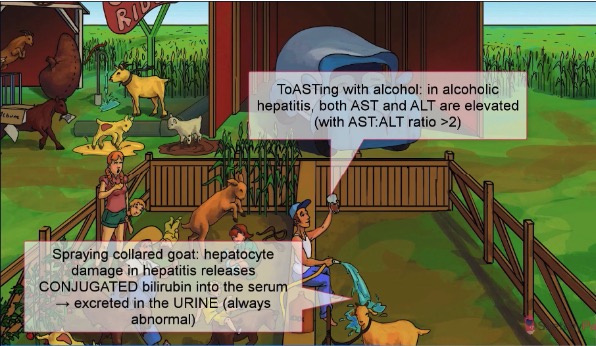 RID
ToASTing with alcohol: in alcoholic
hepatitis, both AST and ALT are elevated
(with AST:ALT ratio >2)
Spraying collared goat: hepatocyte
damage in hepatitis releases
CONJUGATED bilirubin into the serum
→ excreted in the URINE (always
abnormal)